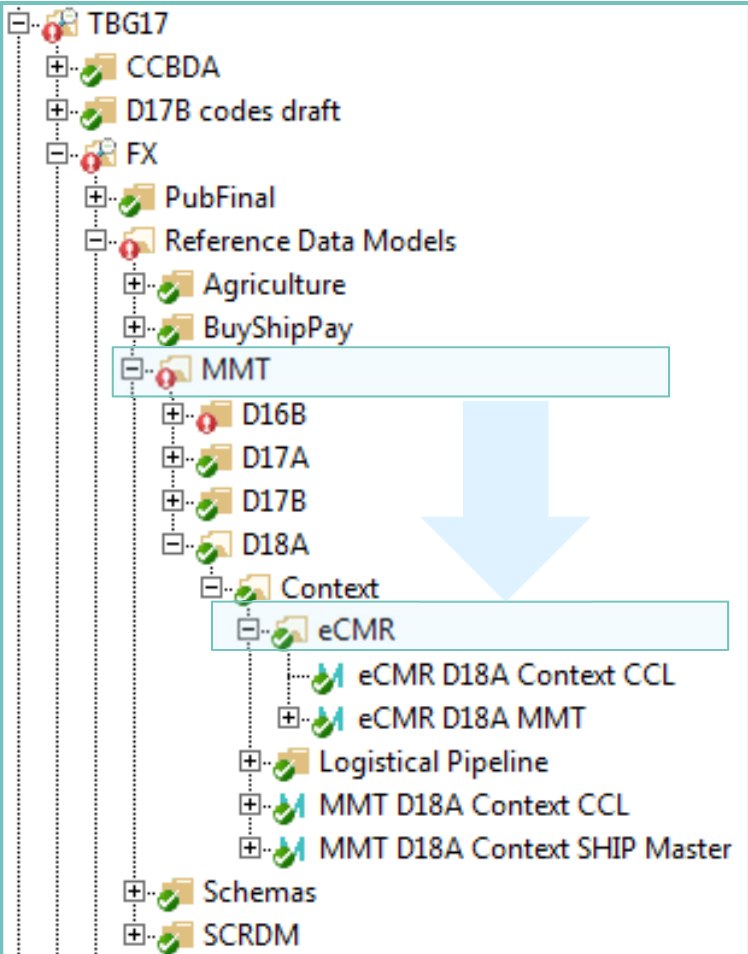 TBG17
CCBDA
D17B codes draft
FX
PubFinal
Reference Data Models
Agriculture
BuyShipPay
MMT
D16B
D17A
D17B
D18A
Context
eCMR
eCMR D18A Context CCL
eCMR D18A MMT
Logistical Pipeline
MMT D18A Context CCL
MMT D18A Context SHIP Master
Schemas
SCRDM